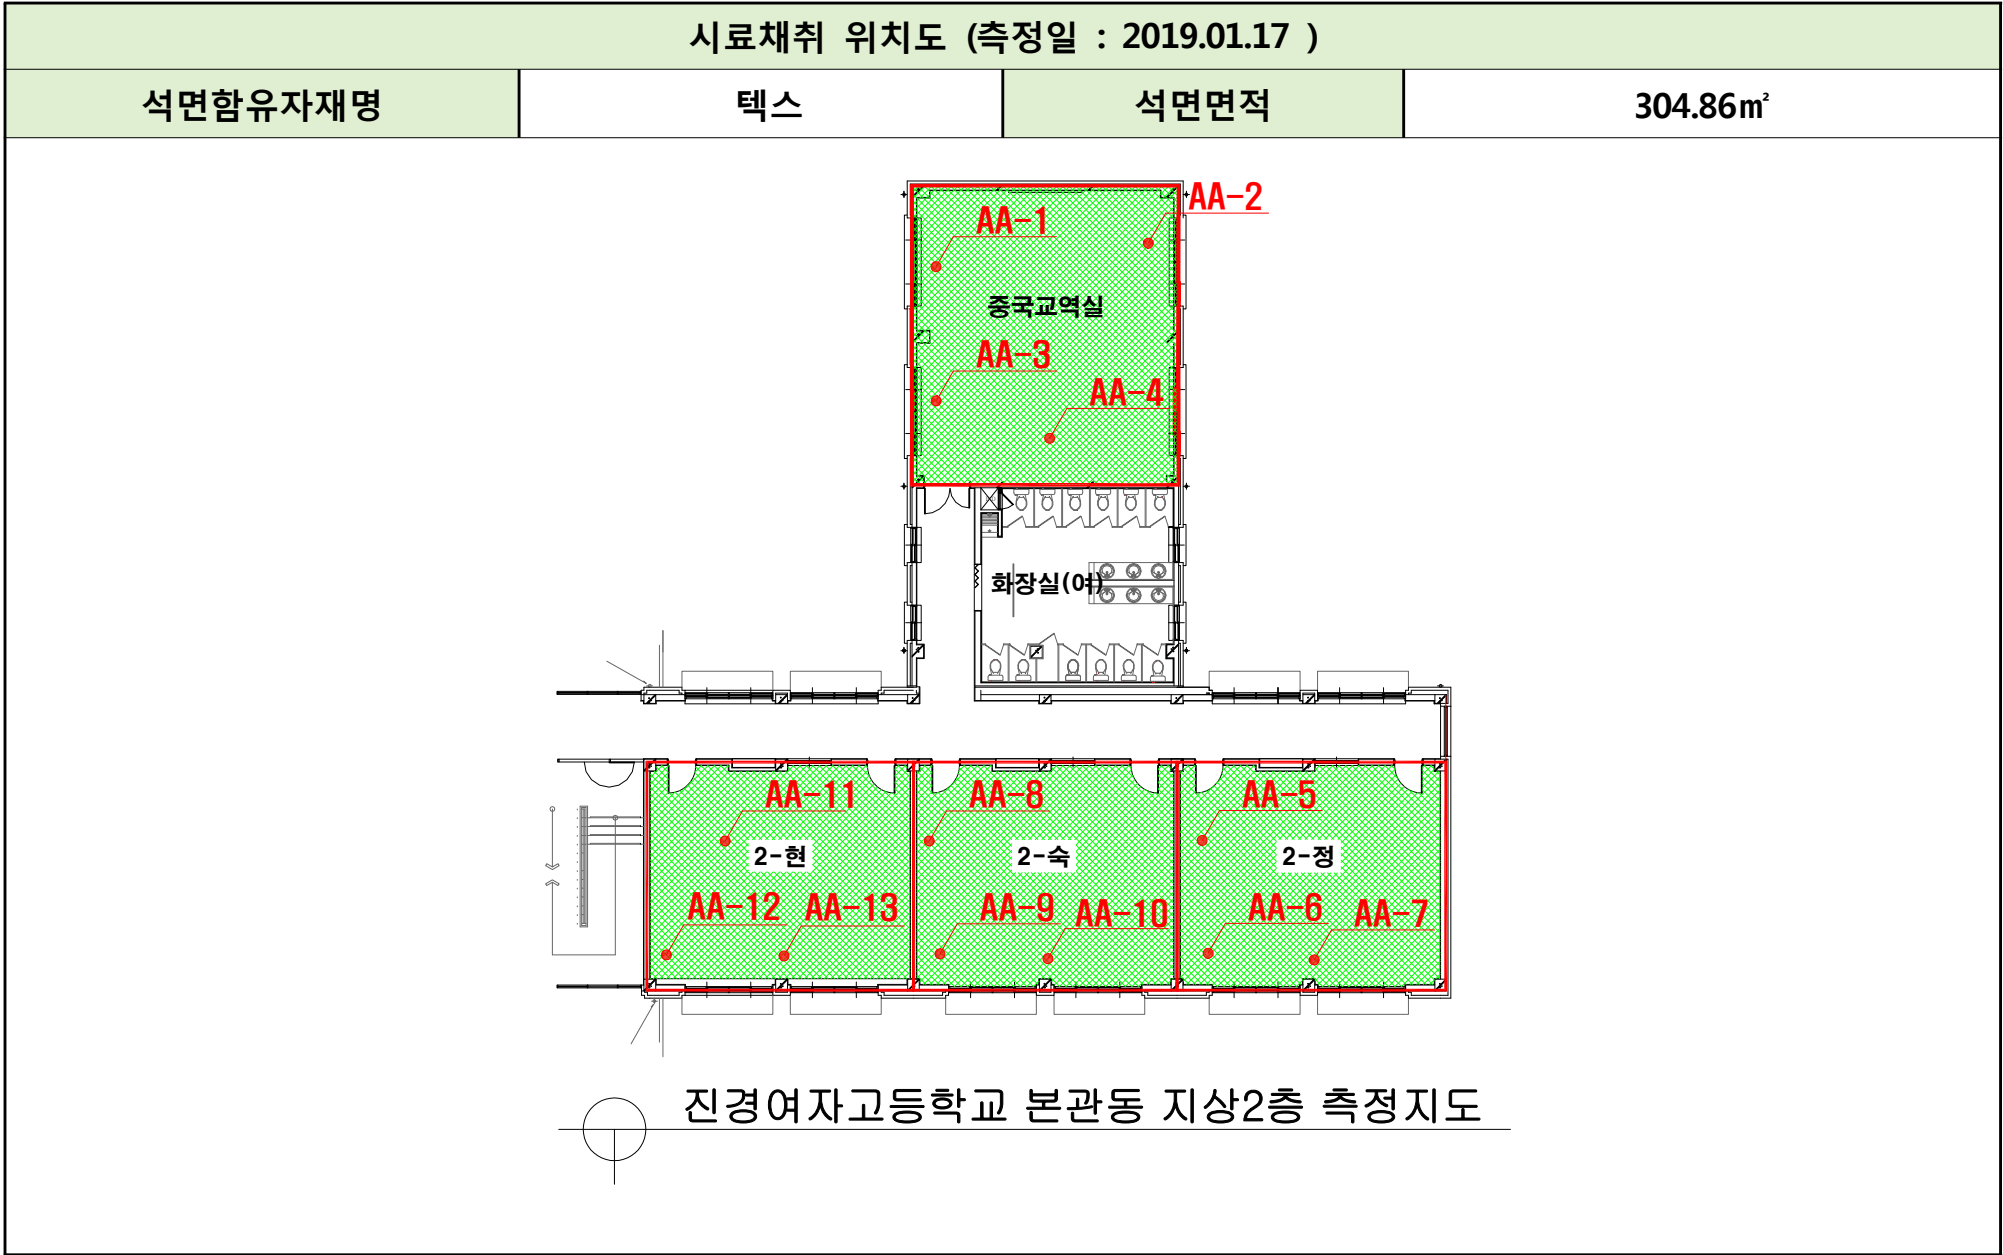 시료채취 위치도 (측정일 : 2019.01.17 )
석면함유자재명 텍스 석면면적 304.86㎡
AA-1 AA-2
중국교역실
AA-3
AA-4
화장실(여)
AA-11 AA-8 AA-5
2-현 2-숙 2-정
AA-12 AA-13 AA-9 AA-10 AA-6 AA-7
진경여자고등학교 본관동 지상2층 측정지도